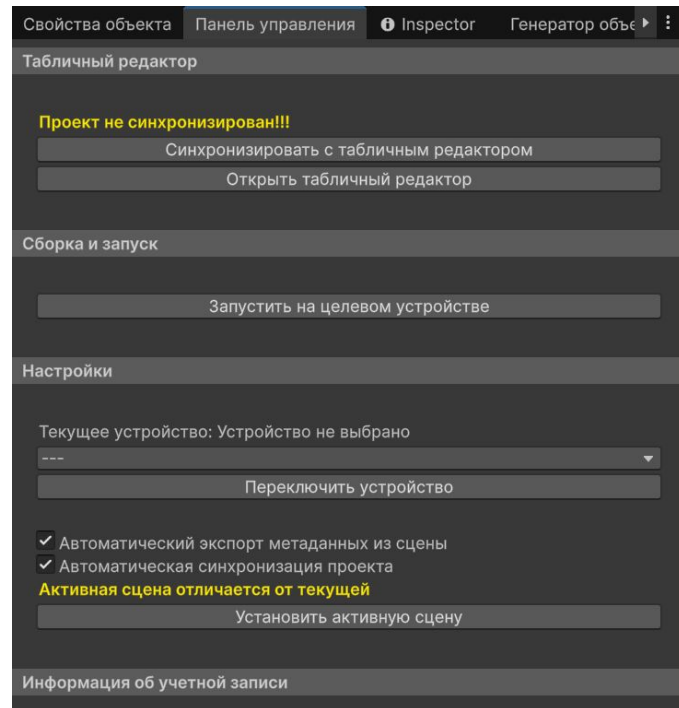 Свойства объекта Панель управления Inspector Генератор объе
Табличный редактор
Проект не синхронизирован!!!
Синхронизировать с табличным редактором
Открыть табличный редактор
Сборка и запуск
Запустить на целевом устройстве
Настройки
Текущее устройство: Устройство не выбрано
---
Переключить устройство
Автоматический экспорт метаданных из сцены
Автоматическая синхронизация проекта
Активная сцена отличается от текущей
Установить активную сцену
Информация об учетной записи